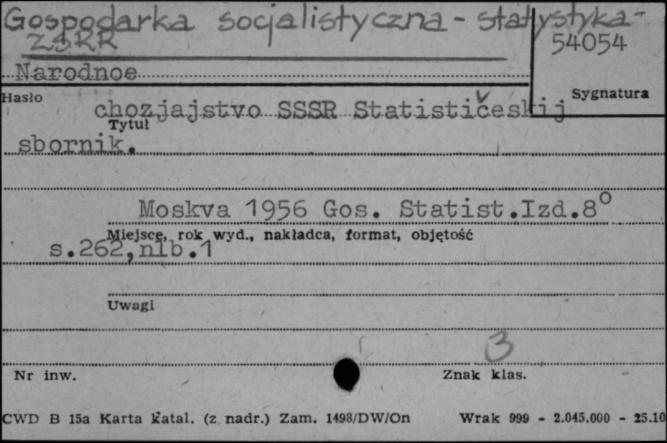 Gospodarka socjalistyczna - statystyka -
ZSRR
54054
Narodnoe
Hasło
Sygnatura
chozjajstvo SSSR Statističeskij
Tytuł
sbornik.
Moskva 1956 Gos. Statist.Izd.8°
Miejsce, rok wyd., nakładca, format, objętość
s.262,nlb.1
Uwagi
3
Nr inw.
Znak klas.
CWD B 15a Karta katal. (z nadr.) Zam. 1498/DW/On Wrak 999 - 2.045.000 - 25.10